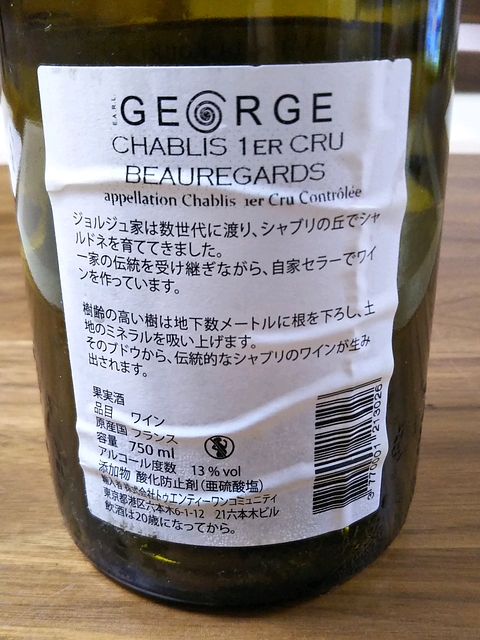 E.A.R.L
GEORGE
CHABLIS 1ER CRU
BEAUREGARDS
appellation Chablis 1er Cru Contrôlée
ジョルジュ家は数世代に渡り、シャブリの丘でシャ
ルドネを育ててきました。
一家の伝統を受け継ぎながら、自家セラーでワイ
ンを作っています。
樹齢の高い樹は地下数メートルに根を下ろし、土
地のミネラルを吸い上げます。
そのブドウから、伝統的なシャブリのワインが生み
出されます。
果実酒
品目 ワイン
原産国 フランス
容量 750 ml
アルコール度数 13 % vol
添加物 酸化防止剤(亜硫酸塩)
輸入者 株式会社トゥエンティーワンコミュニティ
東京都港区六本木6-1-12 21六本木ビル
飲酒は20歳になってから。
3 770001 213026